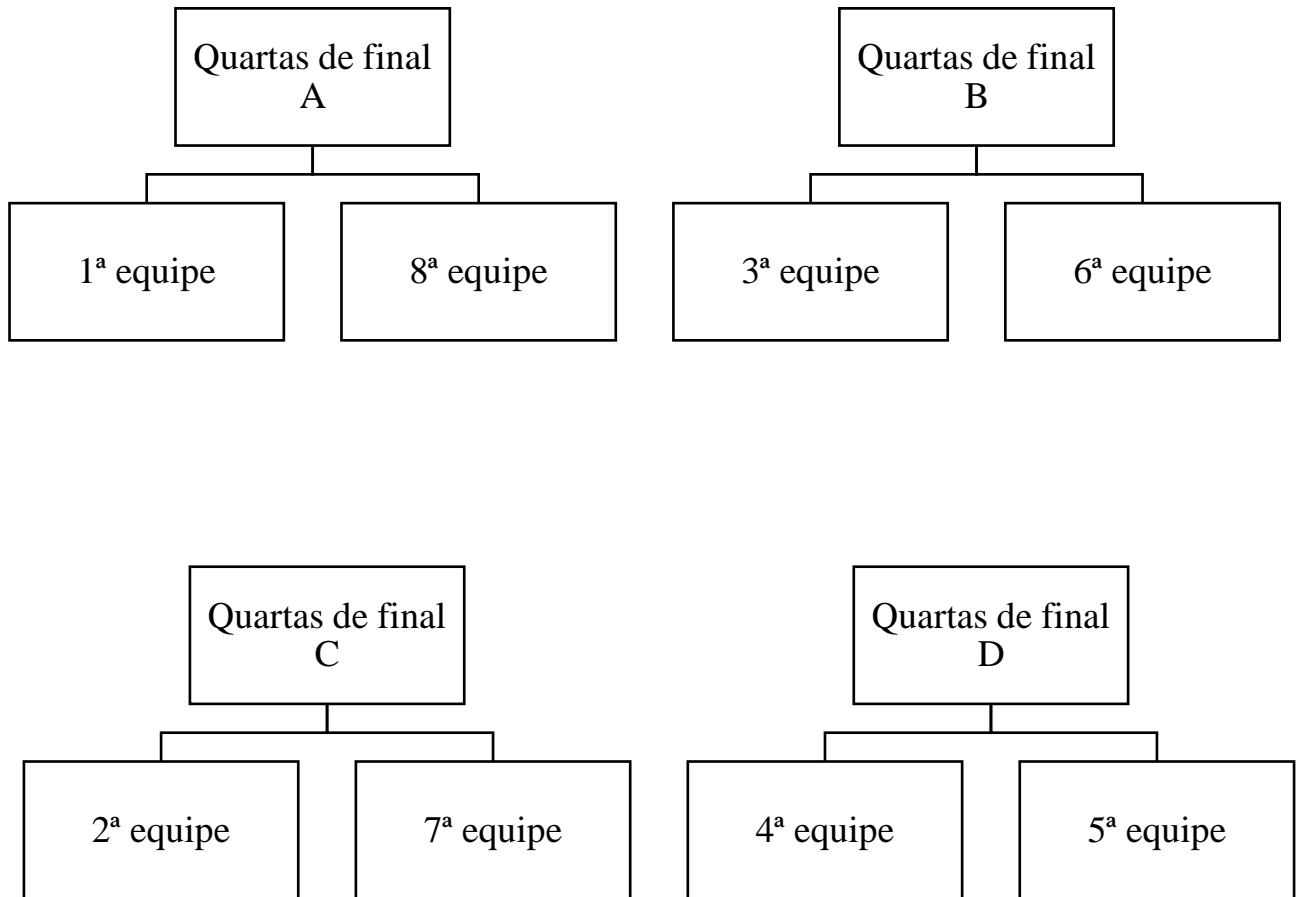 Quartas de final
A
Quartas de final
B
1ª equipe
8ª equipe
3ª equipe
6ª equipe
Quartas de final
C
Quartas de final
D
2ª equipe
7ª equipe
4ª equipe
5ª equipe